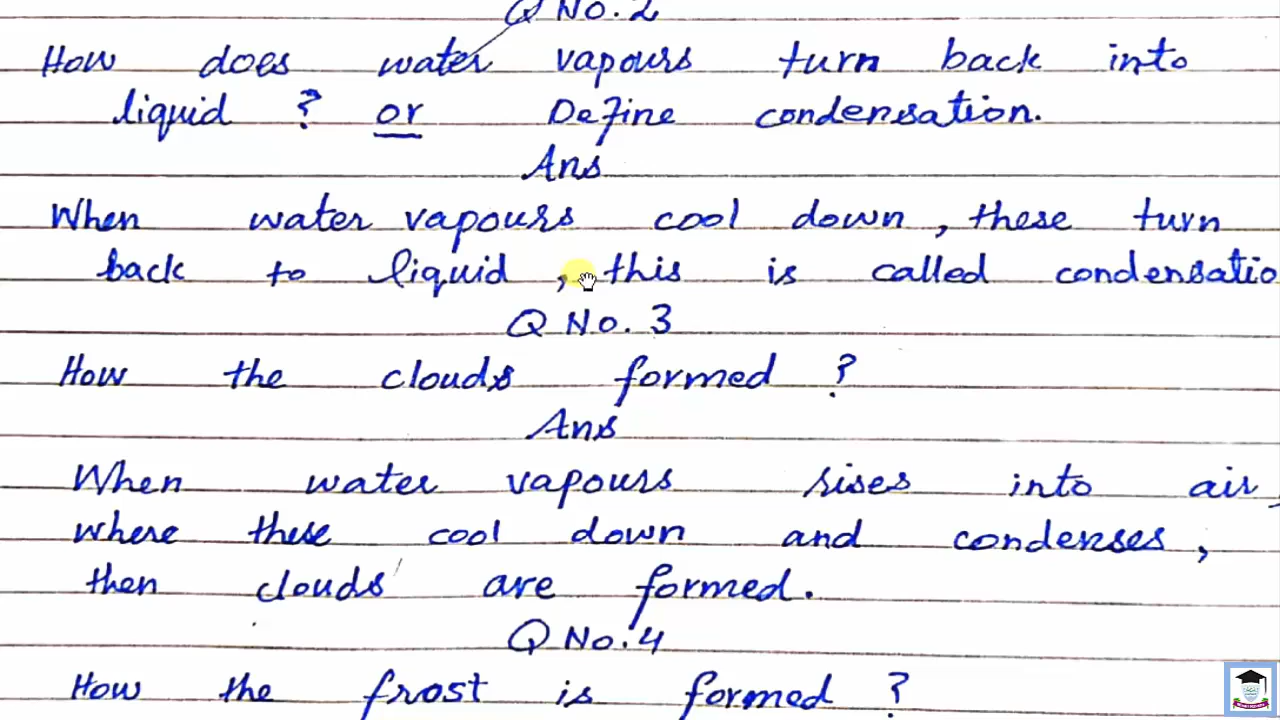 Q No. 2
How does water vapours turn back into
liquid ? or Define condensation.
Ans
When water vapours cool down, these turn
back to liquid, this is called condensatio
Q No. 3
How the clouds formed ?
Ans
When water vapours rises into air,
where these cool down and condenses,
then clouds are formed.
Q No. 4
How the frost is formed ?